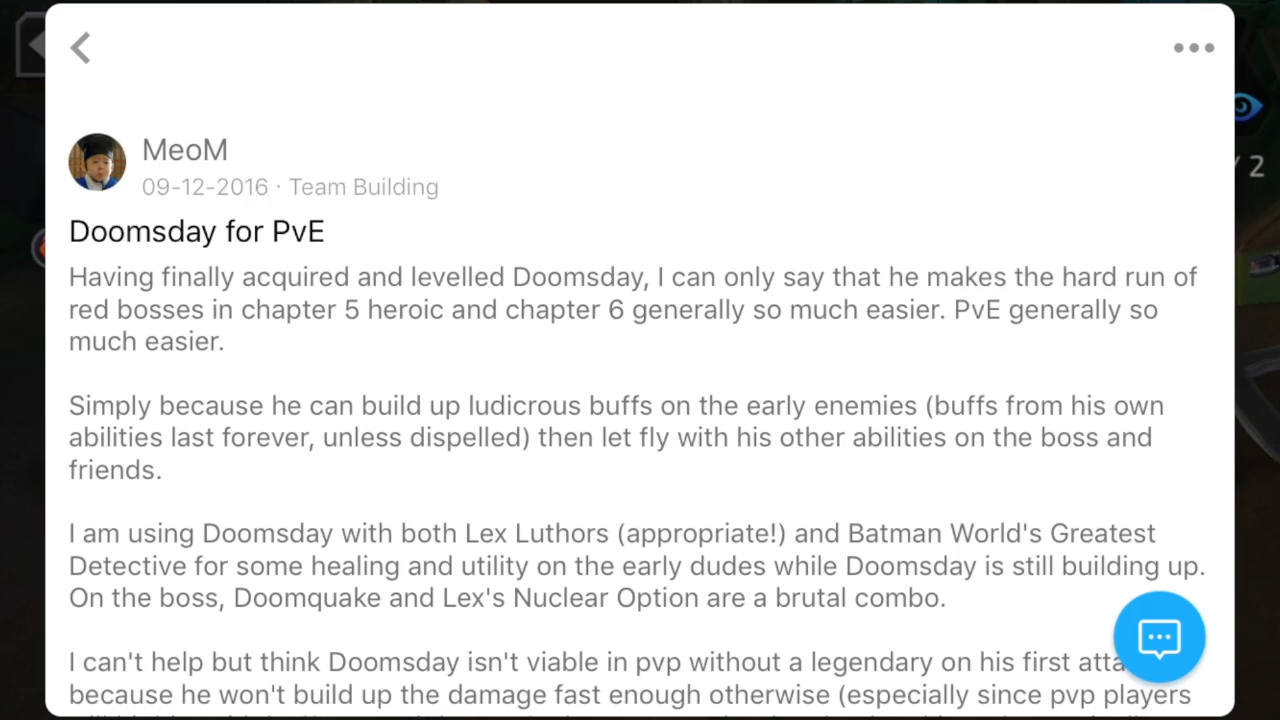 MeoM
09-12-2016 · Team Building
Doomsday for PvE
Having finally acquired and levelled Doomsday, I can only say that he makes the hard run of
red bosses in chapter 5 heroic and chapter 6 generally so much easier. PvE generally so
much easier.
Simply because he can build up ludicrous buffs on the early enemies (buffs from his own
abilities last forever, unless dispelled) then let fly with his other abilities on the boss and
friends.
I am using Doomsday with both Lex Luthors (appropriate!) and Batman World's Greatest
Detective for some healing and utility on the early dudes while Doomsday is still building up.
On the boss, Doomquake and Lex's Nuclear Option are a brutal combo.
I can't help but think Doomsday isn't viable in pvp without a legendary on his first
because he won't build up the damage fast enough otherwise (especially since pvp players
/ 2